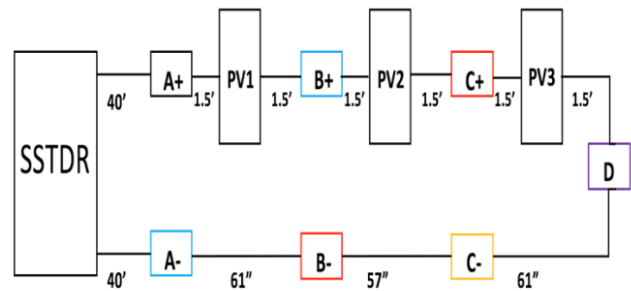 A+ PV1 B+ PV2 C+ PV3
40' 1.5' 1.5' 1.5' 1.5' 1.5' 1.5'
SSTDR
D
A- B- C-
40' 61" 57" 61"